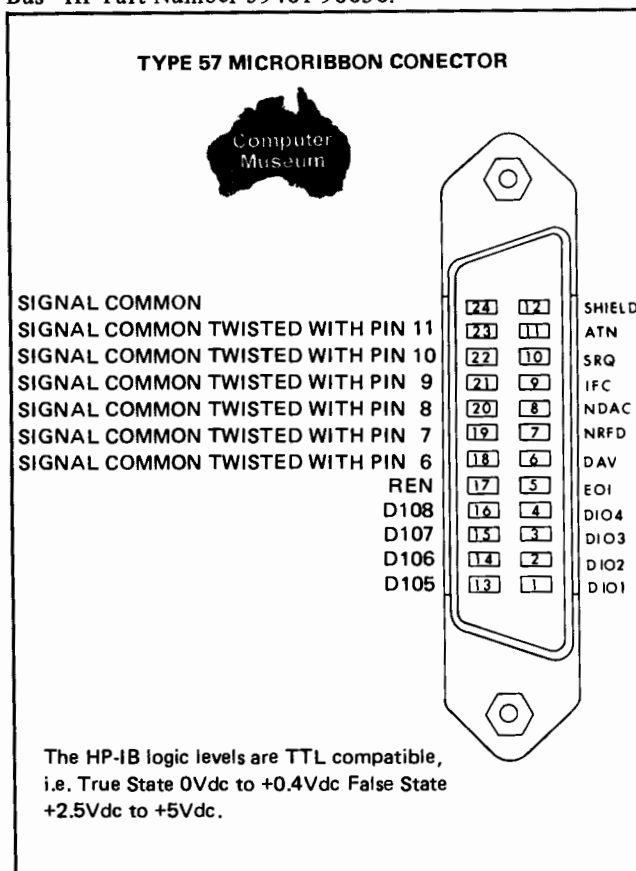 HP Part Number
TYPE 57 MICRORIBBON CONECTOR
Computer
Museum
SIGNAL COMMON 24 12 SHIELD
SIGNAL COMMON TWISTED WITH PIN 11 23 11 ATN
SIGNAL COMMON TWISTED WITH PIN 10 22 10 SRQ
SIGNAL COMMON TWISTED WITH PIN 9 21 9 IFC
SIGNAL COMMON TWISTED WITH PIN 8 20 8 NDAC
SIGNAL COMMON TWISTED WITH PIN 7 19 7 NRFD
SIGNAL COMMON TWISTED WITH PIN 6 18 6 DAV
REN 17 5 EOI
D108 16 4 DIO4
D107 15 3 DIO3
D106 14 2 DIO2
D105 13 1 DIO1
The HP-IB logic levels are TTL compatible,
i.e. True State 0Vdc to +0.4Vdc False State
+2.5Vdc to +5Vdc.